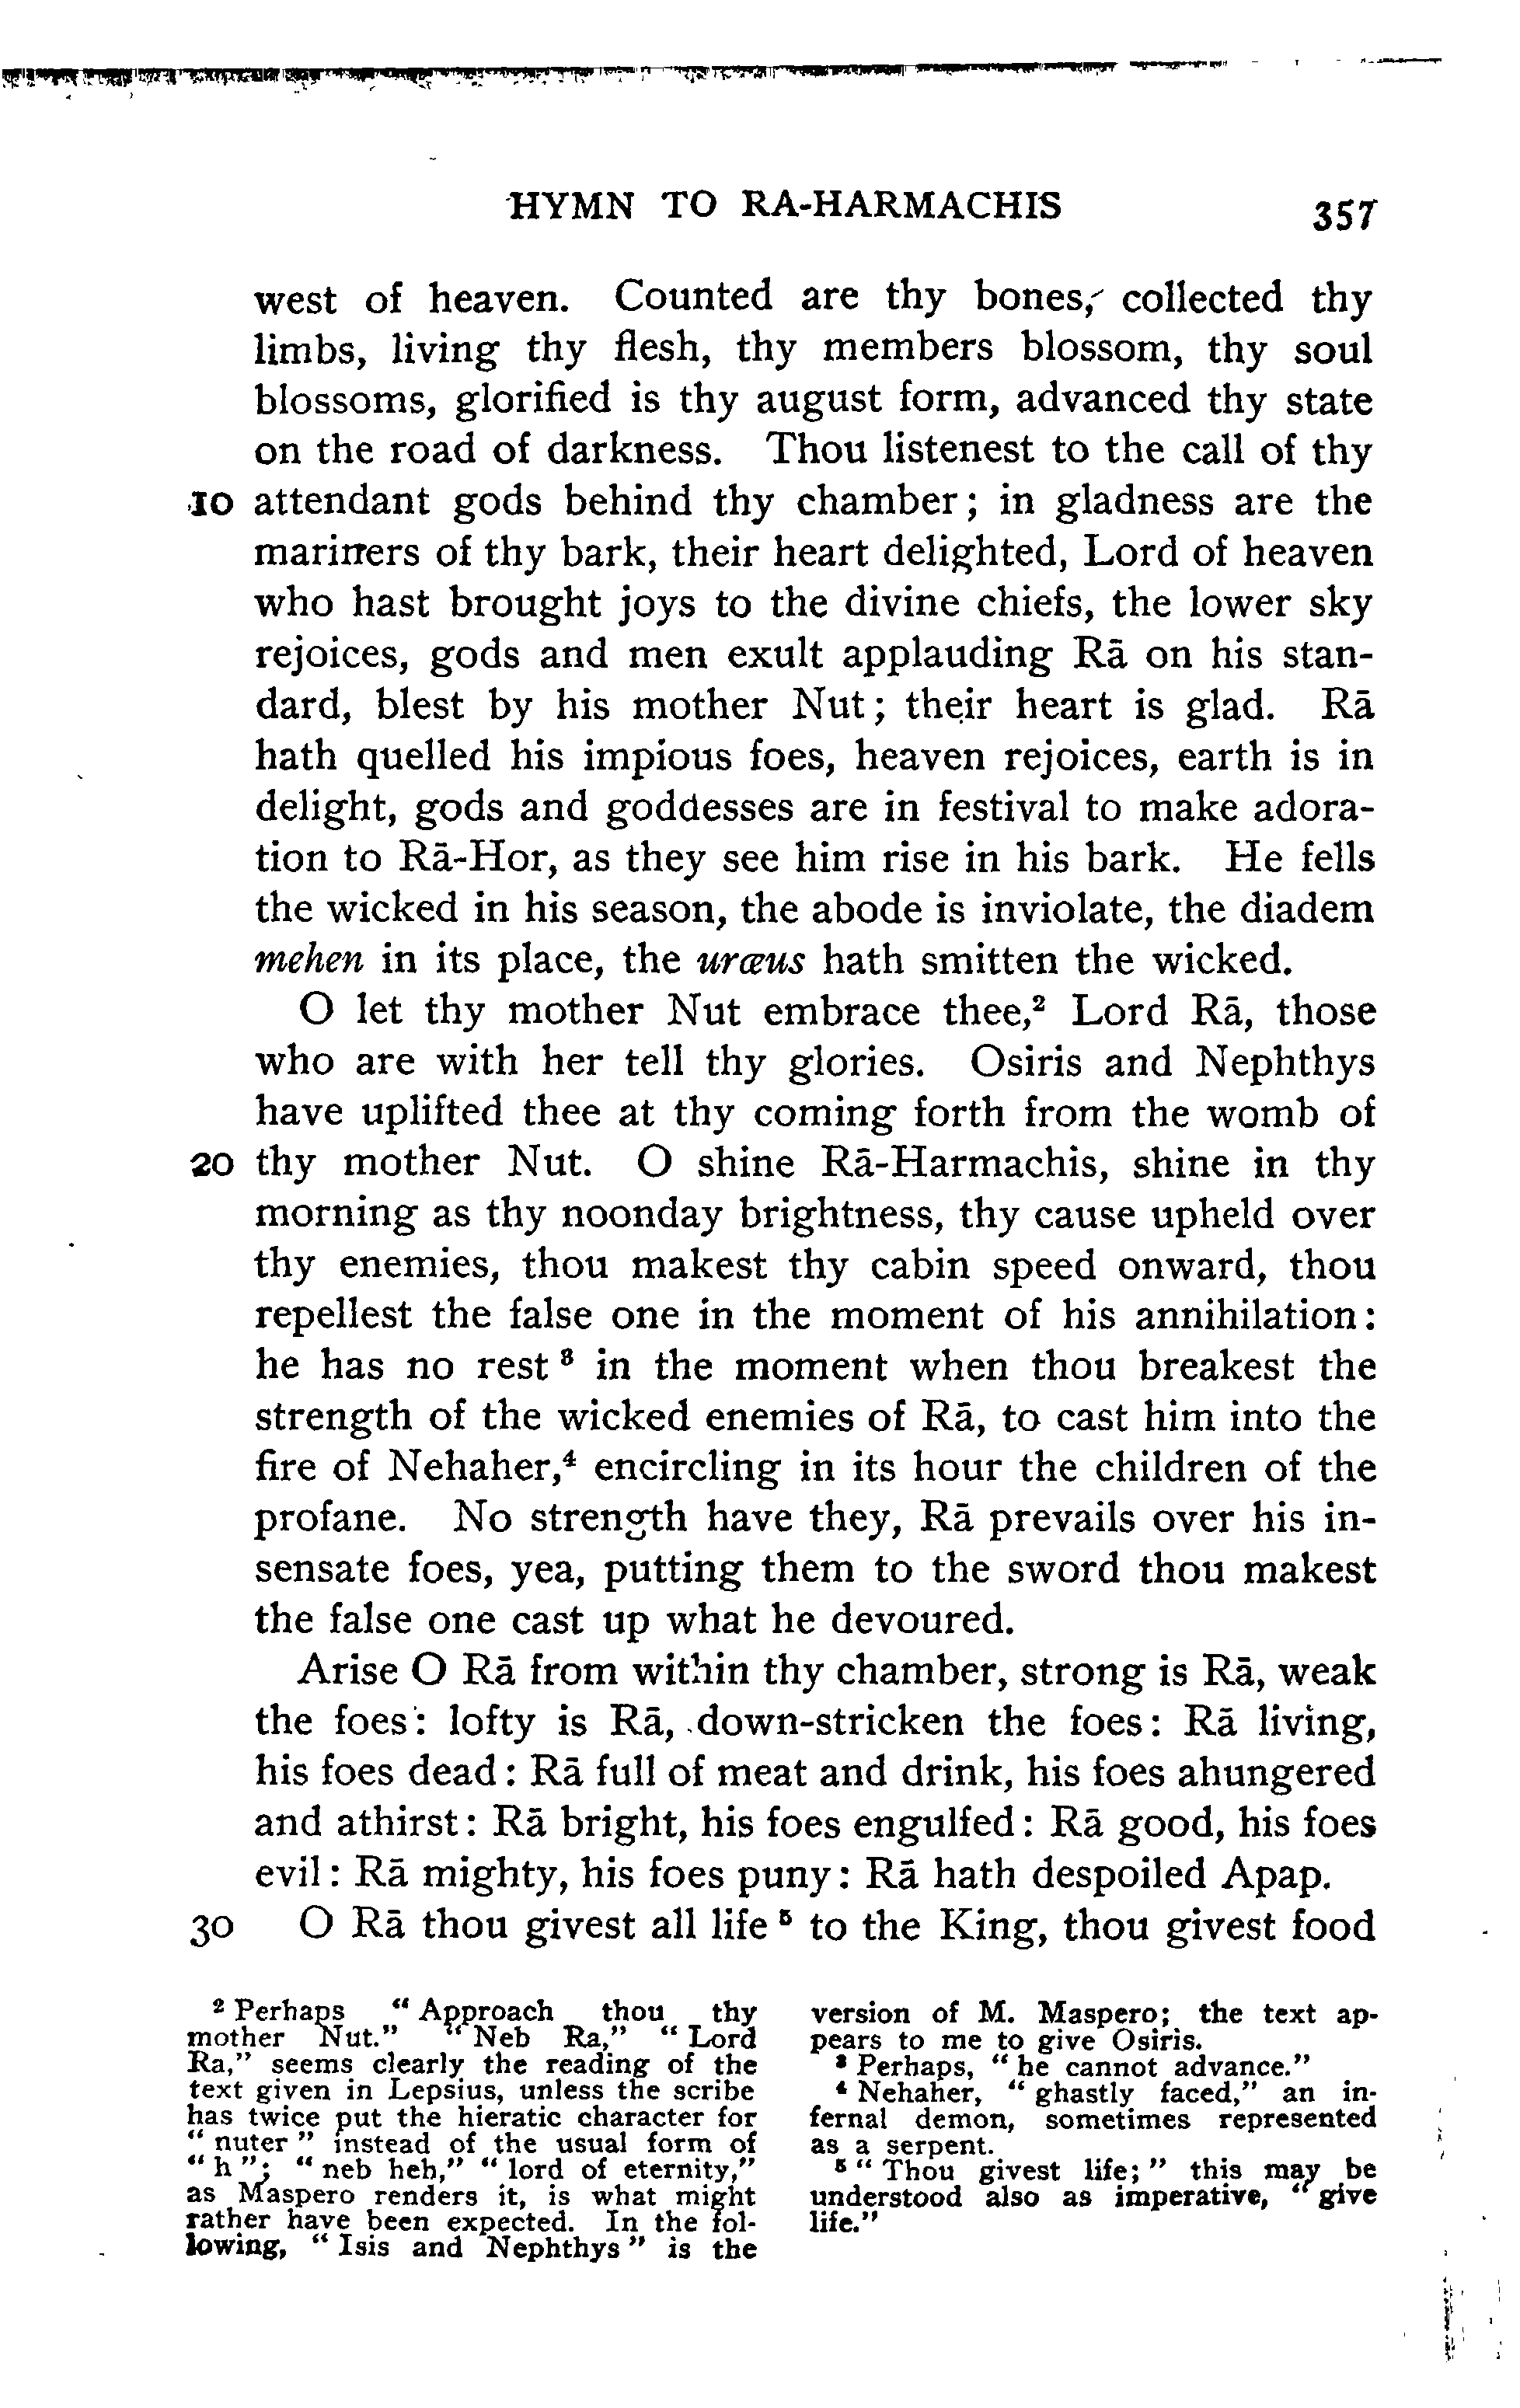 HYMN TO RA-HARMACHIS 357
west of heaven. Counted are thy bones, collected thy
limbs, living thy flesh, thy members blossom, thy soul
blossoms, glorified is thy august form, advanced thy state
on the road of darkness. Thou listenest to the call of thy
10 attendant gods behind thy chamber; in gladness are the
mariners of thy bark, their heart delighted, Lord of heaven
who hast brought joys to the divine chiefs, the lower sky
rejoices, gods and men exult applauding Rā on his stan-
dard, blest by his mother Nut; their heart is glad. Rā
hath quelled his impious foes, heaven rejoices, earth is in
delight, gods and goddesses are in festival to make adora-
tion to Rā-Hor, as they see him rise in his bark. He fells
the wicked in his season, the abode is inviolate, the diadem
mehen in its place, the uræus hath smitten the wicked.
O let thy mother Nut embrace thee,² Lord Rā, those
who are with her tell thy glories. Osiris and Nephthys
have uplifted thee at thy coming forth from the womb of
20 thy mother Nut. O shine Rā-Harmachis, shine in thy
morning as thy noonday brightness, thy cause upheld over
thy enemies, thou makest thy cabin speed onward, thou
repellest the false one in the moment of his annihilation:
he has no rest ³ in the moment when thou breakest the
strength of the wicked enemies of Rā, to cast him into the
fire of Nehaher,⁴ encircling in its hour the children of the
profane. No strength have they, Rā prevails over his in-
sensate foes, yea, putting them to the sword thou makest
the false one cast up what he devoured.
Arise O Rā from within thy chamber, strong is Rā, weak
the foes: lofty is Rā, down-stricken the foes: Rā living,
his foes dead: Rā full of meat and drink, his foes ahungered
and athirst: Rā bright, his foes engulfed: Rā good, his foes
evil: Rā mighty, his foes puny: Rā hath despoiled Apap.
30 O Rā thou givest all life ⁵ to the King, thou givest food
² Perhaps "Approach thou thy
mother Nut." "Neb Ra," "Lord
Ra," seems clearly the reading of the
text given in Lepsius, unless the scribe
has twice put the hieratic character for
"nuter" instead of the usual form of
"h"; "neb heh," "lord of eternity,"
as Maspero renders it, is what might
rather have been expected. In the fol-
lowing, "Isis and Nephthys" is the
version of M. Maspero; the text ap-
pears to me to give Osiris.
³ Perhaps, "he cannot advance."
⁴ Nehaher, "ghastly faced," an in-
fernal demon, sometimes represented
as a serpent.
⁵ "Thou givest life;" this may be
understood also as imperative, "give
life."